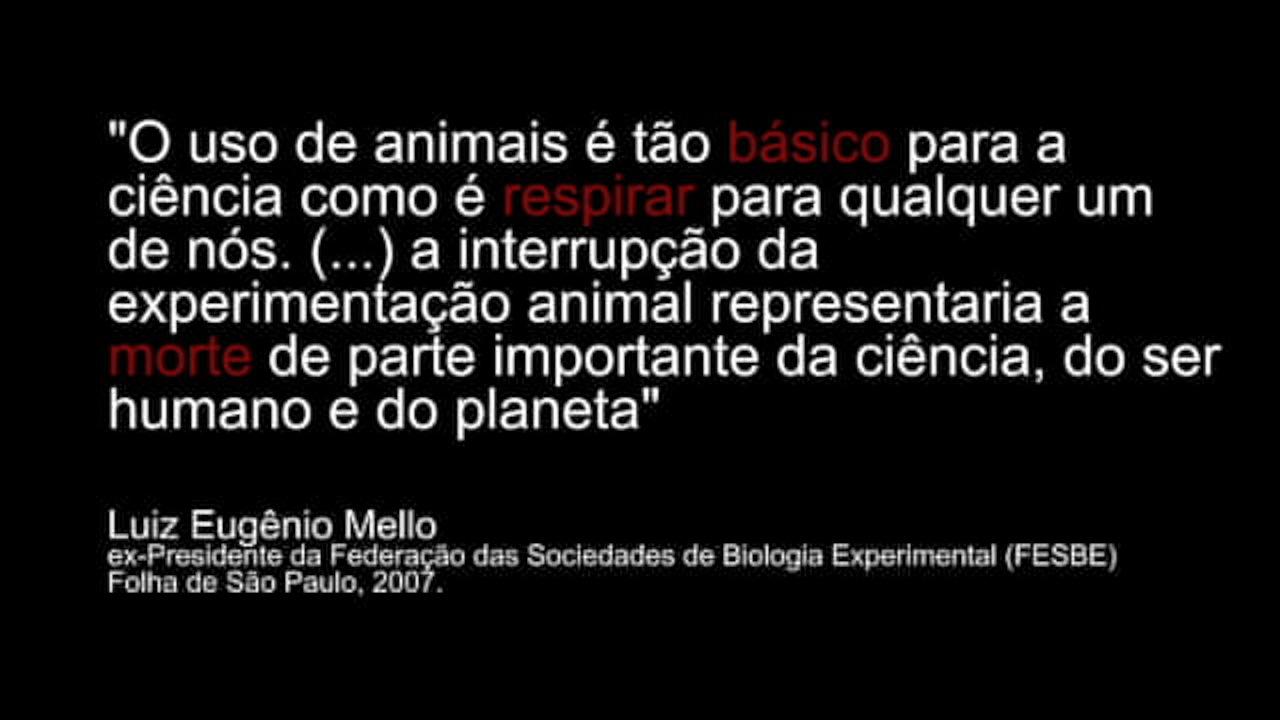 "O uso de animais é tão básico para a
ciência como é respirar para qualquer um
de nós. (...) a interrupção da
experimentação animal representaria a
morte de parte importante da ciência, do ser
humano e do planeta"
Luiz Eugênio Mello
ex-Presidente da Federação das Sociedades de Biologia Experimental (FESBE)
Folha de São Paulo, 2007.